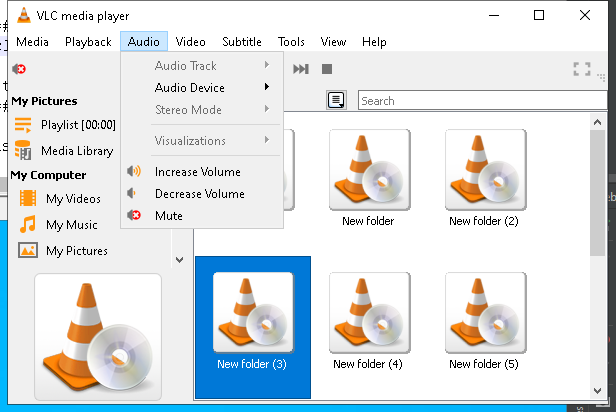 VLC media player
Media Playback Audio Video Subtitle Tools View Help
Audio Track
Audio Device
Stereo Mode
Visualizations
Increase Volume
Decrease Volume
Mute
My Pictures
Playlist [00:00]
Media Library
My Computer
My Videos
My Music
My Pictures
Search
New folder
New folder (2)
New folder (3)
New folder (4)
New folder (5)